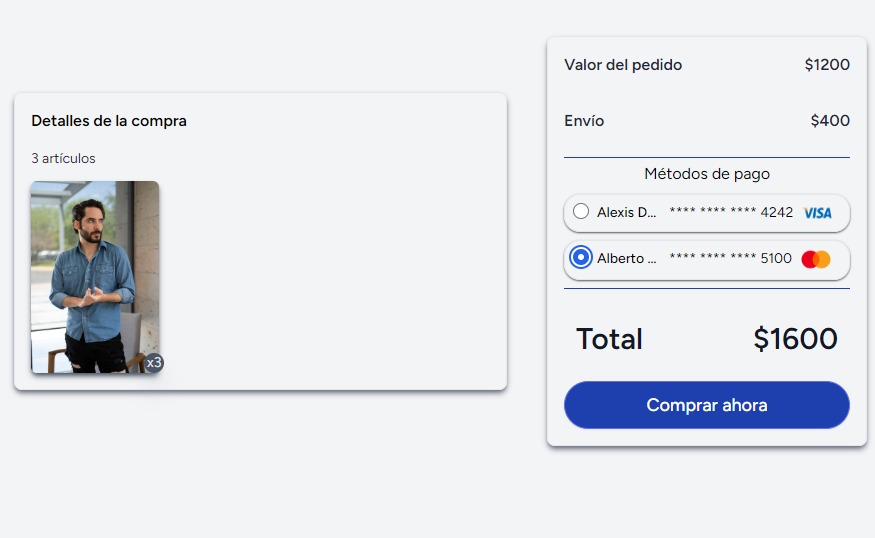 Detalles de la compra
3 artículos
x3
Valor del pedido $1200
Envío $400
Métodos de pago
Alexis D... **** **** **** 4242 VISA
Alberto ... **** **** **** 5100
Total $1600
Comprar ahora